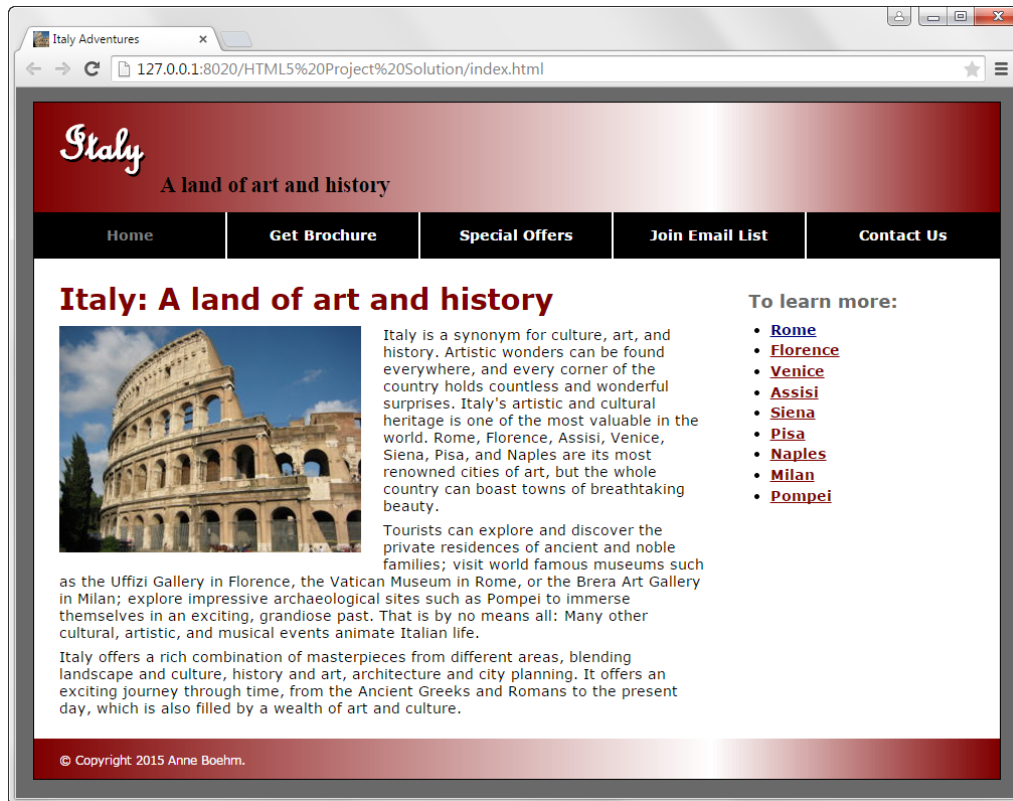 Italy Adventures
127.0.0.1:8020/HTML5%20Project%20Solution/index.html
Italy
A land of art and history
Home
Get Brochure
Special Offers
Join Email List
Contact Us
Italy: A land of art and history
Italy is a synonym for culture, art, and
history. Artistic wonders can be found
everywhere, and every corner of the
country holds countless and wonderful
surprises. Italy's artistic and cultural
heritage is one of the most valuable in the
world. Rome, Florence, Assisi, Venice,
Siena, Pisa, and Naples are its most
renowned cities of art, but the whole
country can boast towns of breathtaking
beauty.
Tourists can explore and discover the
private residences of ancient and noble
families; visit world famous museums such
as the Uffizi Gallery in Florence, the Vatican Museum in Rome, or the Brera Art Gallery
in Milan; explore impressive archaeological sites such as Pompei to immerse
themselves in an exciting, grandiose past. That is by no means all: Many other
cultural, artistic, and musical events animate Italian life.
Italy offers a rich combination of masterpieces from different areas, blending
landscape and culture, history and art, architecture and city planning. It offers an
exciting journey through time, from the Ancient Greeks and Romans to the present
day, which is also filled by a wealth of art and culture.
To learn more:
Rome
Florence
Venice
Assisi
Siena
Pisa
Naples
Milan
Pompei
© Copyright 2015 Anne Boehm.